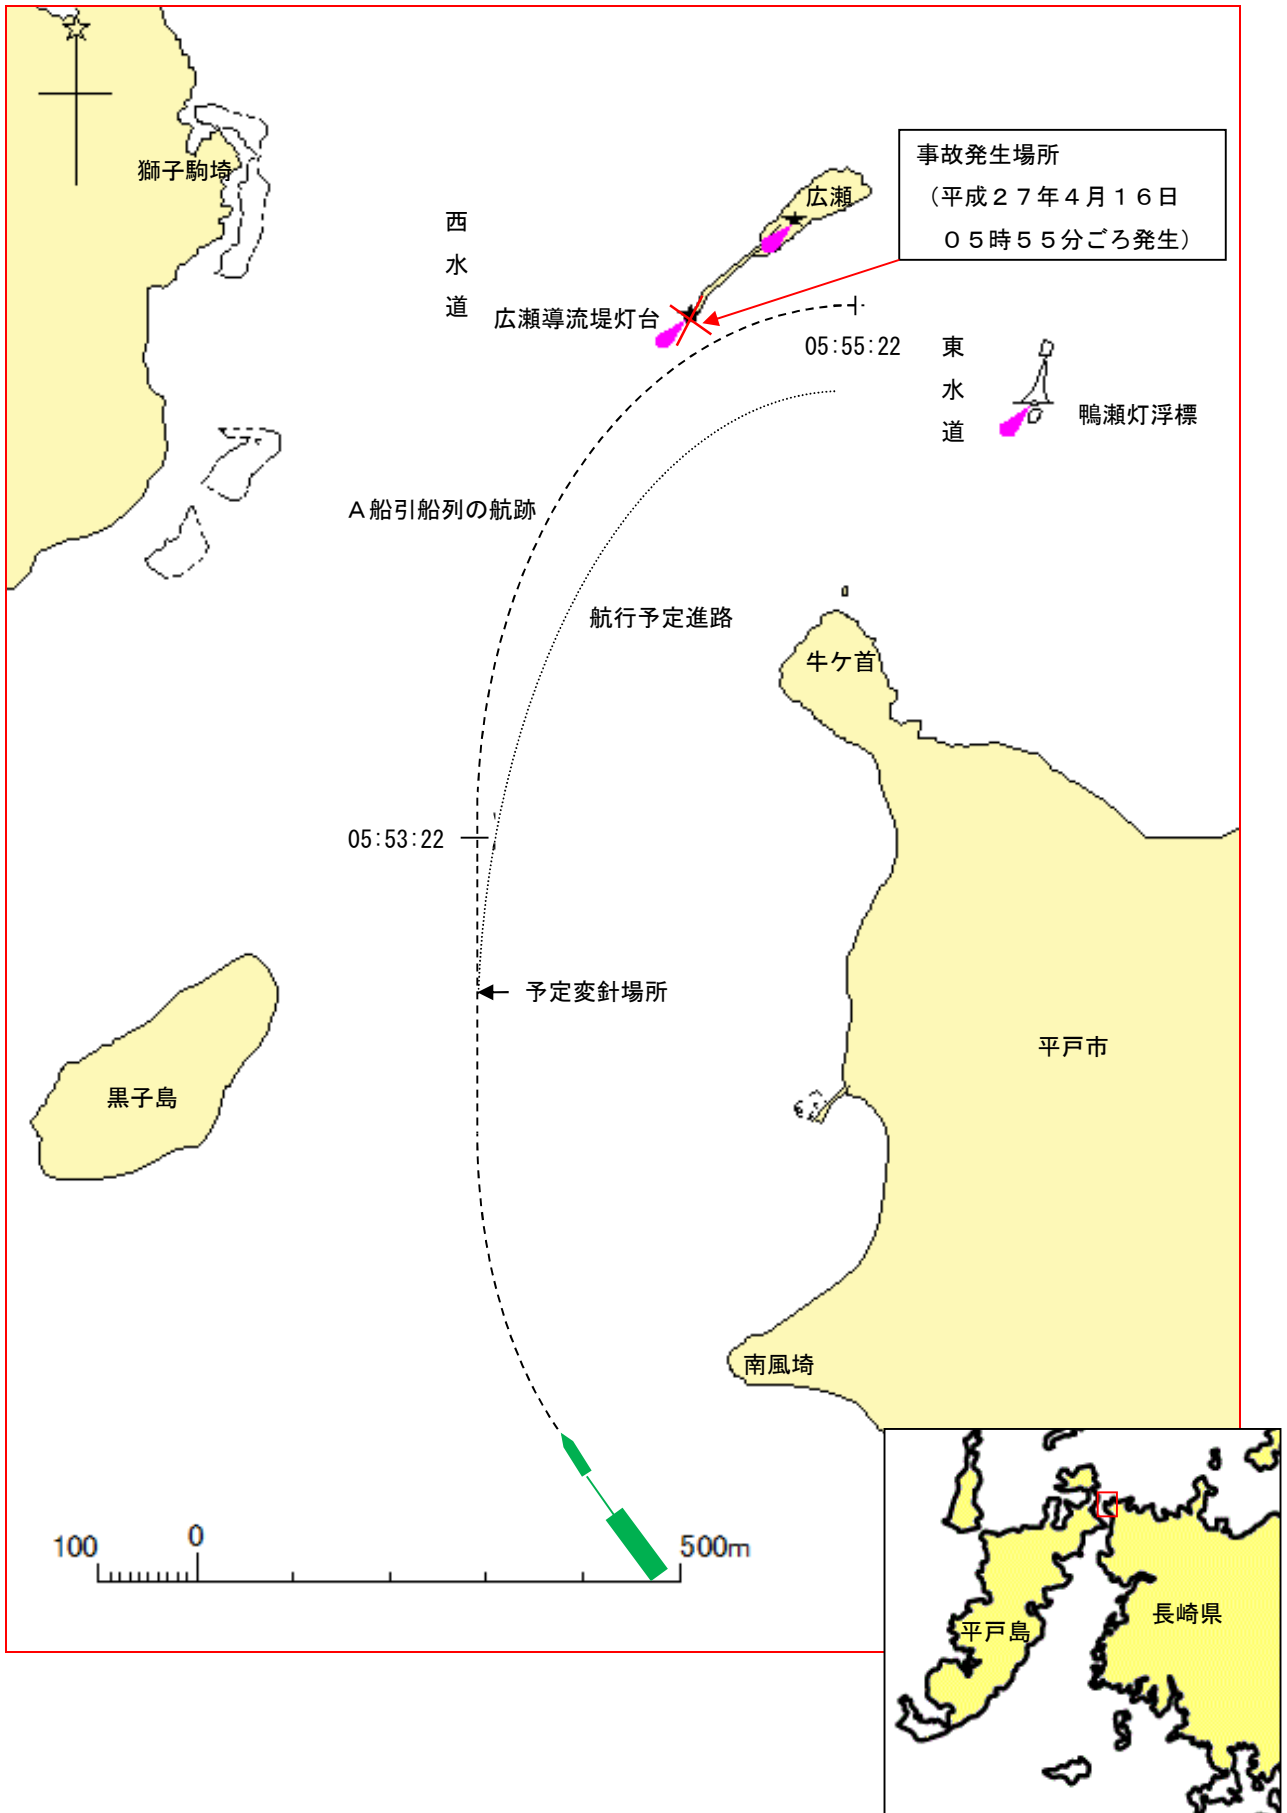 事故発生場所
（平成２７年４月１６日
０５時５５分ごろ発生）
獅子駒埼
広瀬
西水道
広瀬導流堤灯台
05:55:22
東水道
鴨瀬灯浮標
Ａ船引船列の航跡
航行予定進路
牛ケ首
05:53:22
予定変針場所
平戸市
黒子島
南風埼
100
0
500m
長崎県
平戸島